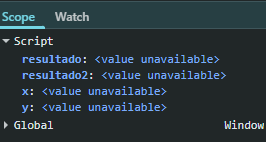 Scope Watch
Script
resultado: <value unavailable>
resultado2: <value unavailable>
x: <value unavailable>
y: <value unavailable>
Global Window